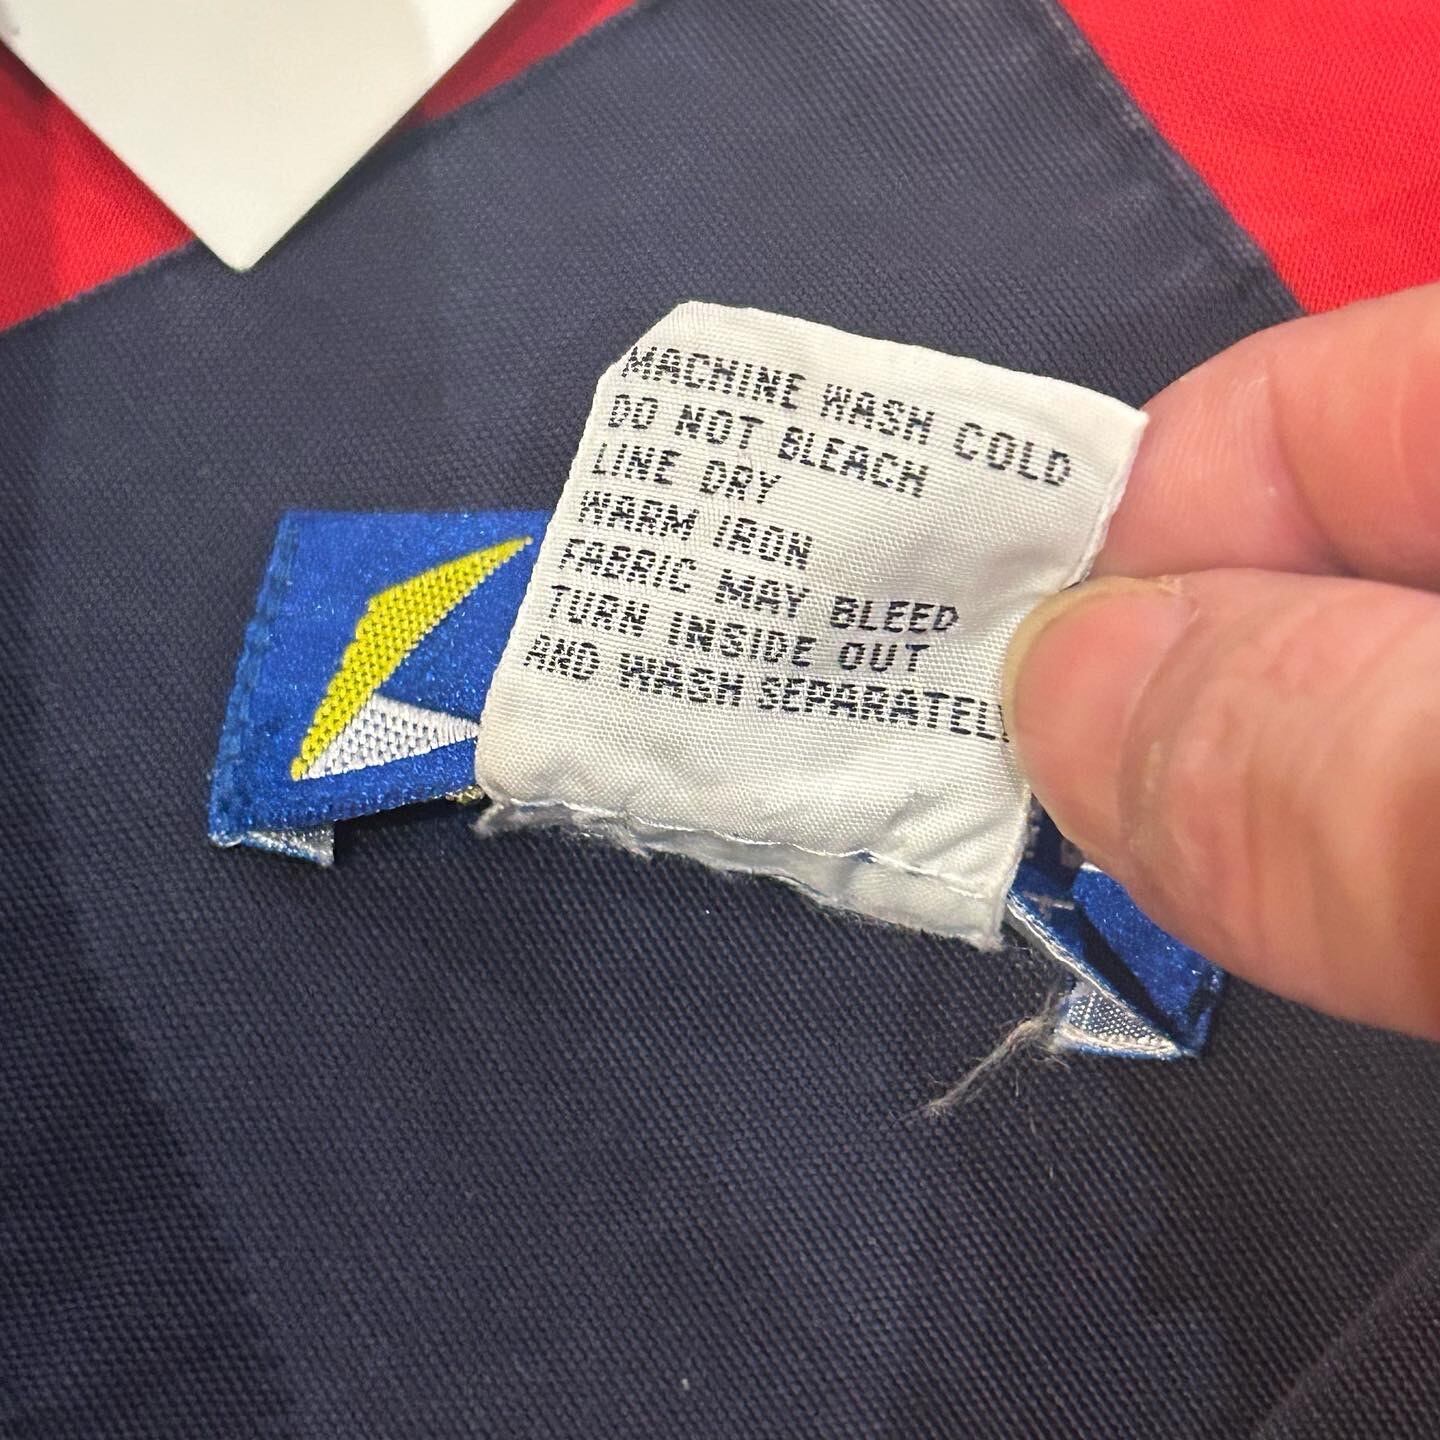 MACHINE WASH COLD
DO NOT BLEACH
LINE DRY
WARM IRON
FABRIC MAY BLEED
TURN INSIDE OUT
AND WASH SEPARATELY